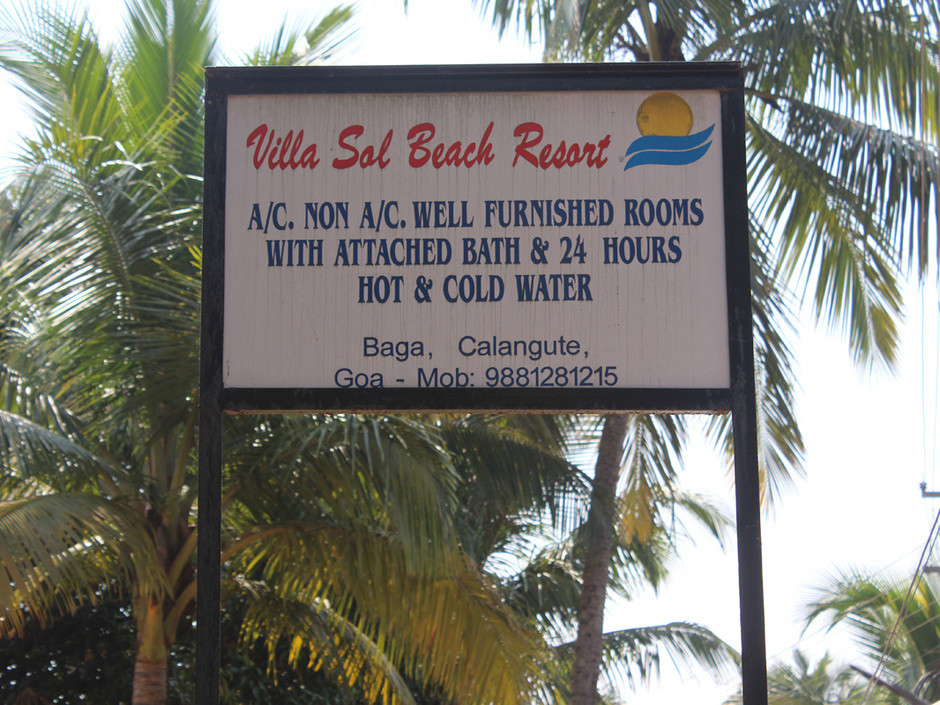 Villa Sol Beach Resort
A/C. NON A/C. WELL FURNISHED ROOMS
WITH ATTACHED BATH & 24 HOURS
HOT & COLD WATER
Baga, Calangute,
Goa - Mob: 9881281215